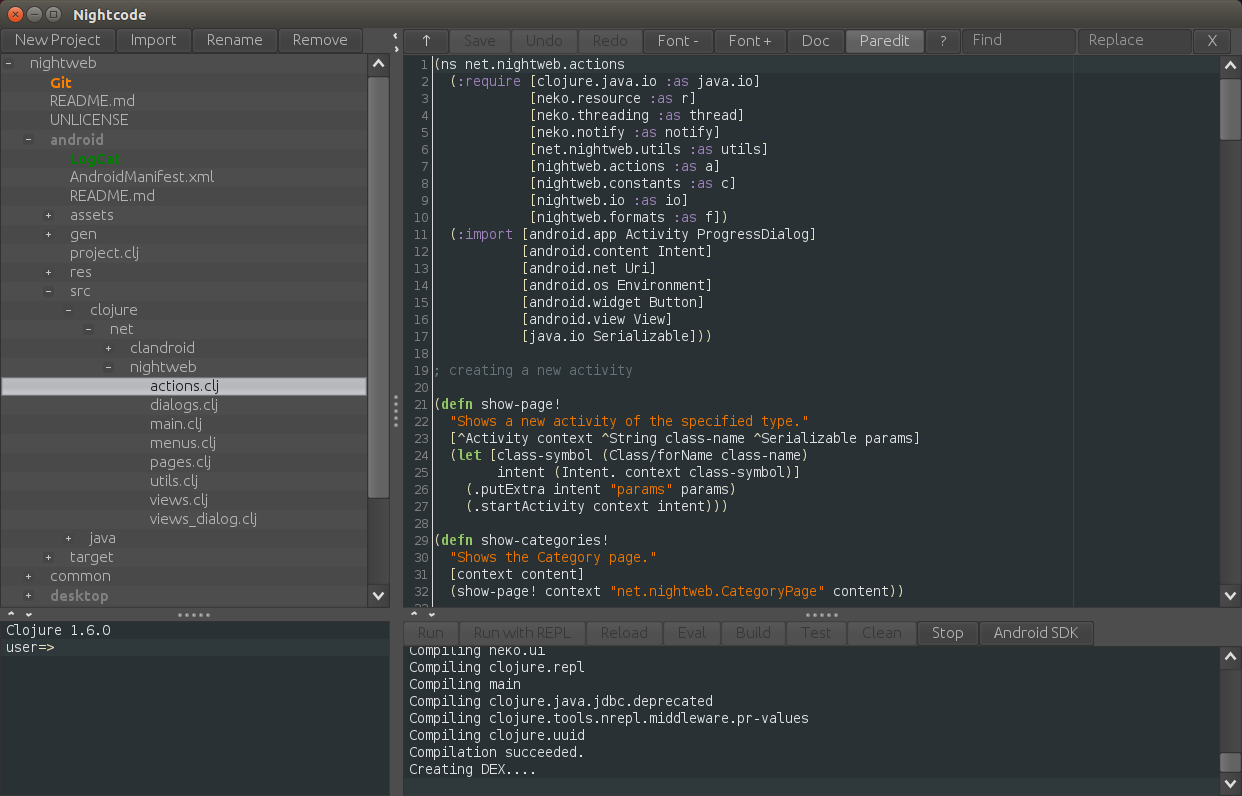 Nightcode
New Project Import Rename Remove
↑ Save Undo Redo Font - Font + Doc Paredit ? Find Replace X
- nightweb
Git
README.md
UNLICENSE
- android
LogCat
AndroidManifest.xml
README.md
+ assets
+ gen
project.clj
+ res
- src
- clojure
- net
+ clandroid
- nightweb
actions.clj
dialogs.clj
main.clj
menus.clj
pages.clj
utils.clj
views.clj
views_dialog.clj
+ java
+ target
+ common
+ desktop
1 (ns net.nightweb.actions
2 (:require [clojure.java.io :as java.io]
3 [neko.resource :as r]
4 [neko.threading :as thread]
5 [neko.notify :as notify]
6 [net.nightweb.utils :as utils]
7 [nightweb.actions :as a]
8 [nightweb.constants :as c]
9 [nightweb.io :as io]
10 [nightweb.formats :as f])
11 (:import [android.app Activity ProgressDialog]
12 [android.content Intent]
13 [android.net Uri]
14 [android.os Environment]
15 [android.widget Button]
16 [android.view View]
17 [java.io Serializable]))
18
19 ; creating a new activity
20
21 (defn show-page!
22 "Shows a new activity of the specified type."
23 [^Activity context ^String class-name ^Serializable params]
24 (let [class-symbol (Class/forName class-name)
25 intent (Intent. context class-symbol)]
26 (.putExtra intent "params" params)
27 (.startActivity context intent)))
28
29 (defn show-categories!
30 "Shows the Category page."
31 [context content]
32 (show-page! context "net.nightweb.CategoryPage" content))
Clojure 1.6.0
user=>
Run Run with REPL Reload Eval Build Test Clean Stop Android SDK
Compiling neko.ui
Compiling clojure.repl
Compiling main
Compiling clojure.java.jdbc.deprecated
Compiling clojure.tools.nrepl.middleware.pr-values
Compiling clojure.uuid
Compilation succeeded.
Creating DEX....